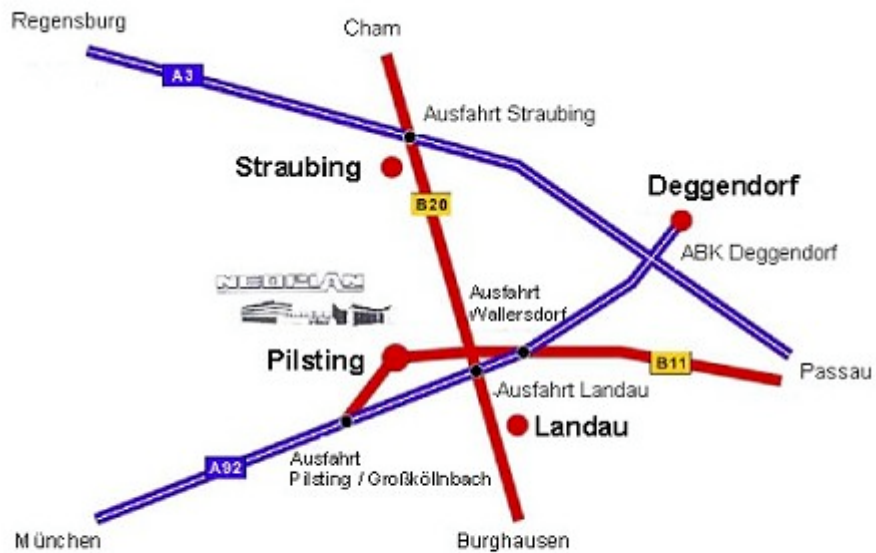 Regensburg
Cham
A3
Ausfahrt Straubing
Straubing
Deggendorf
B20
ABK Deggendorf
NEOPLAN
Ausfahrt
Wallersdorf
Pilsting
B11
Passau
Ausfahrt Landau
Landau
A92
Ausfahrt
Pilsting / Großköllnbach
München
Burghausen